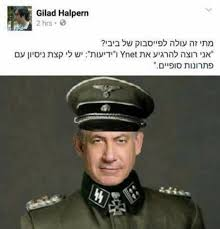 Gilad Halpern
2 hrs •
מתי זה עולה לפייסבוק של ביבי?
"אני רוצה להרגיע את Ynet ו"ידיעות": יש לי קצת ניסיון עם
פתרונות סופיים."